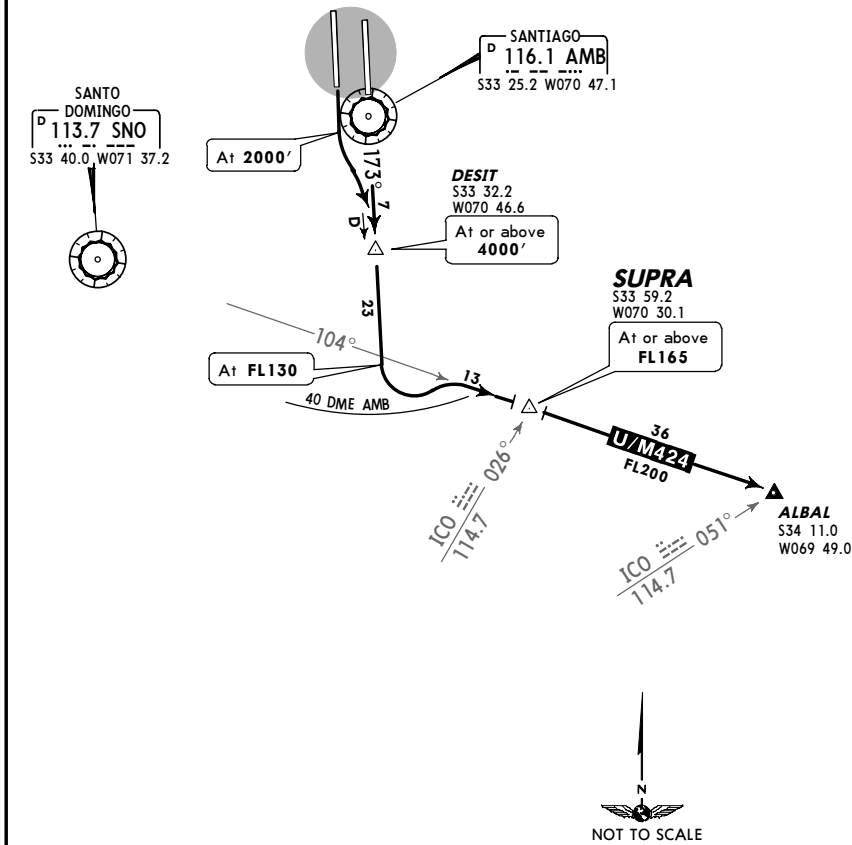 SANTIAGO
D 116.1 AMB
S33 25.2 W070 47.1
SANTO
DOMINGO
D 113.7 SNO
S33 40.0 W071 37.2
At 2000'
173°
7
D
DESIT
S33 32.2
W070 46.6
At or above
4000'
23
SUPRA
S33 59.2
W070 30.1
At or above
FL165
104°
At FL130
13
40 DME AMB
36
U/M424
FL200
ICO 026°
114.7
ALBAL
S34 11.0
W069 49.0
ICO 051°
114.7
N
NOT TO SCALE